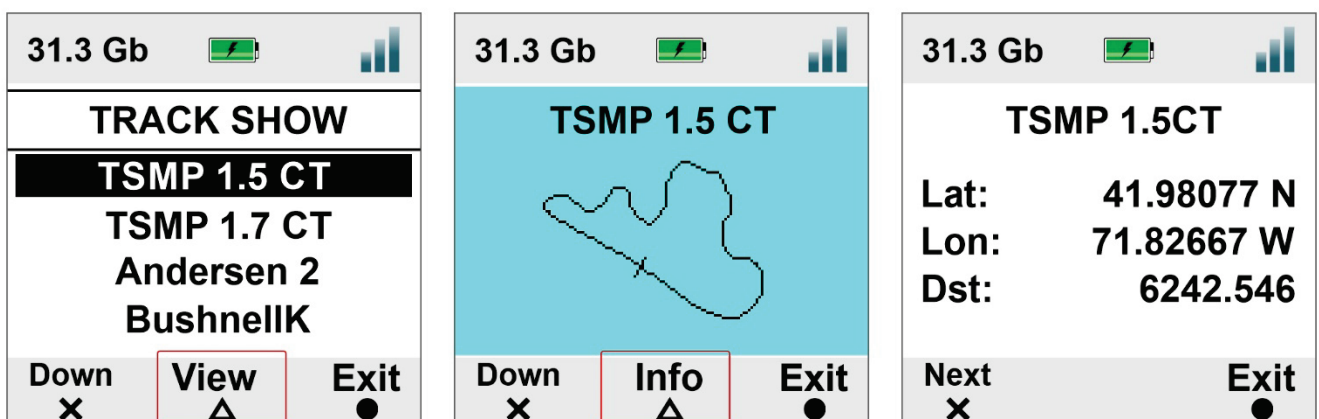 31.3 Gb
TRACK SHOW
TSMP 1.5 CT
TSMP 1.7 CT
Andersen 2
BushnellK
Down View Exit
31.3 Gb
TSMP 1.5 CT
Down Info Exit
31.3 Gb
TSMP 1.5CT
Lat: 41.98077 N
Lon: 71.82667 W
Dst: 6242.546
Next Exit